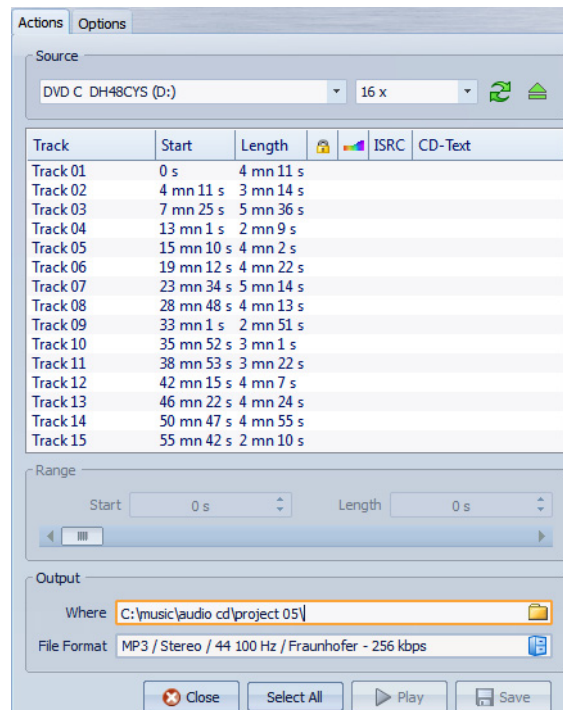 Actions Options
Source
DVD C DH48CYS (D:) 16 x
Track Start Length ISRC CD-Text
Track 01 0 s 4 mn 11 s
Track 02 4 mn 11 s 3 mn 14 s
Track 03 7 mn 25 s 5 mn 36 s
Track 04 13 mn 1 s 2 mn 9 s
Track 05 15 mn 10 s 4 mn 2 s
Track 06 19 mn 12 s 4 mn 22 s
Track 07 23 mn 34 s 5 mn 14 s
Track 08 28 mn 48 s 4 mn 13 s
Track 09 33 mn 1 s 2 mn 51 s
Track 10 35 mn 52 s 3 mn 1 s
Track 11 38 mn 53 s 3 mn 22 s
Track 12 42 mn 15 s 4 mn 7 s
Track 13 46 mn 22 s 4 mn 24 s
Track 14 50 mn 47 s 4 mn 55 s
Track 15 55 mn 42 s 2 mn 10 s
Range
Start 0 s Length 0 s
Output
Where C:\music\audio cd\project 05\
File Format MP3 / Stereo / 44 100 Hz / Fraunhofer - 256 kbps
Close Select All Play Save